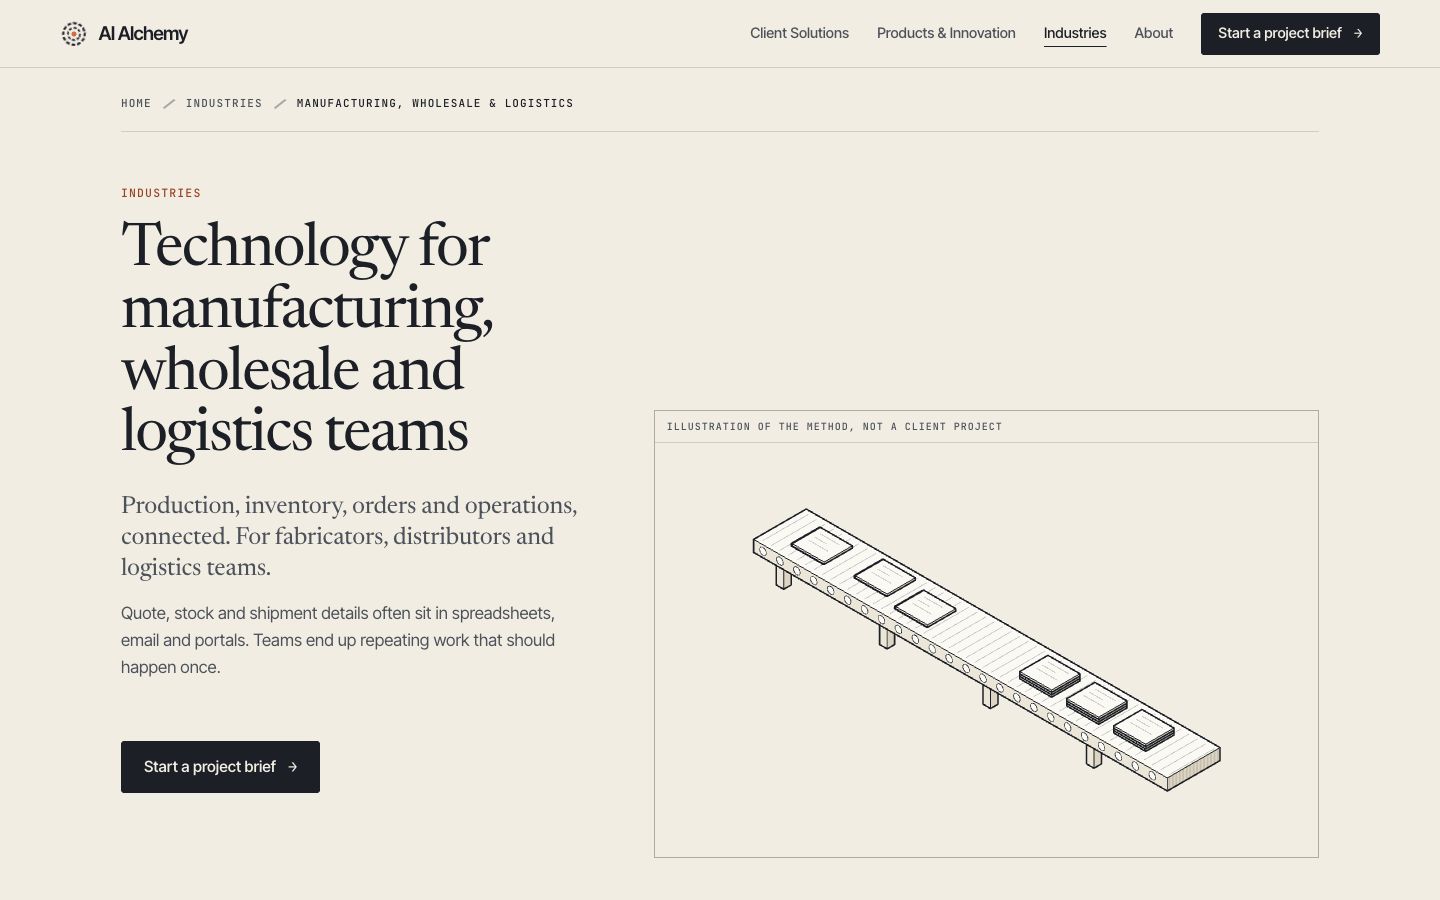 AI Alchemy
Client Solutions
Products & Innovation
Industries
About
Start a project brief →
HOME / INDUSTRIES / MANUFACTURING, WHOLESALE & LOGISTICS
INDUSTRIES
Technology for
manufacturing,
wholesale and
logistics teams
Production, inventory, orders and operations,
connected. For fabricators, distributors and
logistics teams.
Quote, stock and shipment details often sit in spreadsheets,
email and portals. Teams end up repeating work that should
happen once.
Start a project brief →
ILLUSTRATION OF THE METHOD, NOT A CLIENT PROJECT